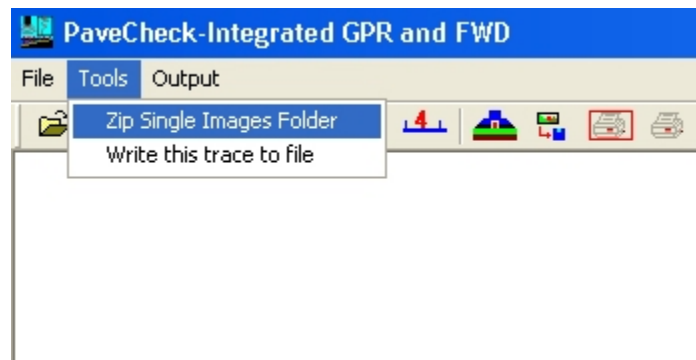 PaveCheck-Integrated GPR and FWD
File Tools Output
Zip Single Images Folder
4
Write this trace to file